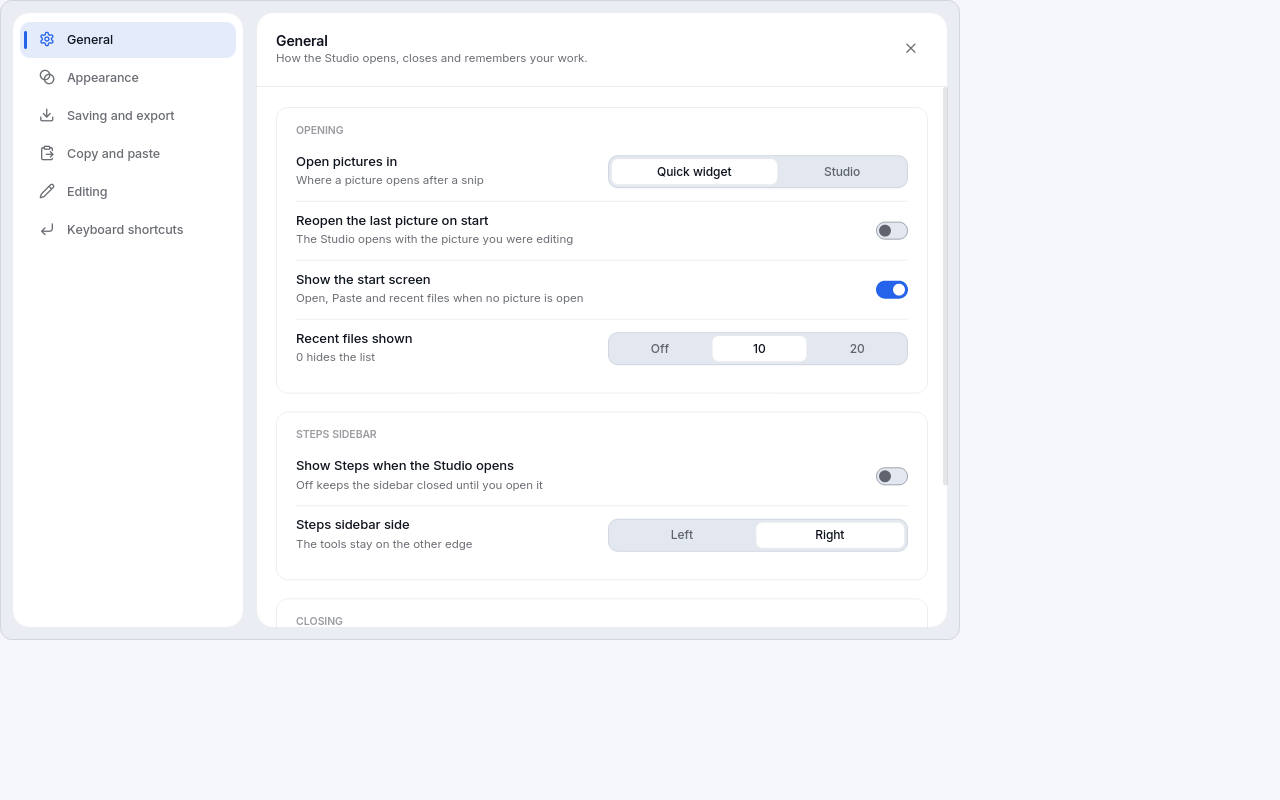 General
Appearance
Saving and export
Copy and paste
Editing
Keyboard shortcuts
General
How the Studio opens, closes and remembers your work.
OPENING
Open pictures in
Where a picture opens after a snip
Quick widget
Studio
Reopen the last picture on start
The Studio opens with the picture you were editing
Show the start screen
Open, Paste and recent files when no picture is open
Recent files shown
0 hides the list
Off
10
20
STEPS SIDEBAR
Show Steps when the Studio opens
Off keeps the sidebar closed until you open it
Steps sidebar side
The tools stay on the other edge
Left
Right
CLOSING